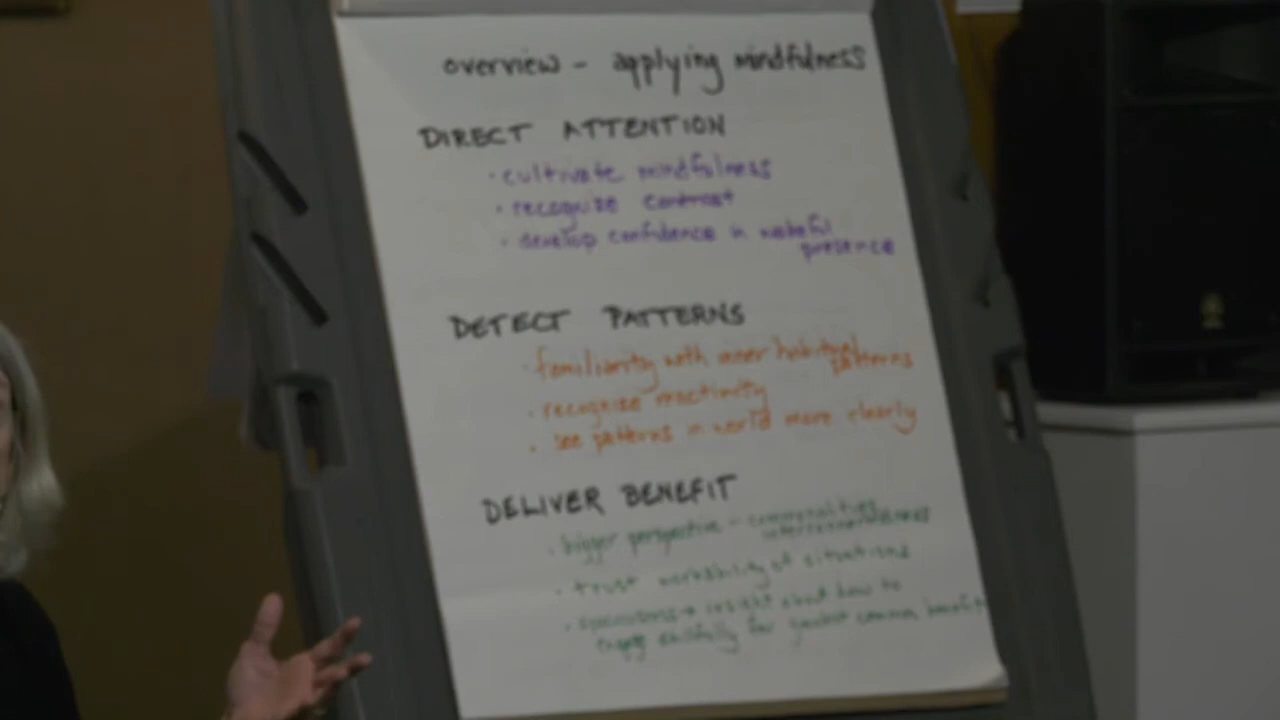 overview - applying mindfulness
DIRECT ATTENTION
· cultivate mindfulness
· recognize contrast
· develop confidence in wakeful
presence
DETECT PATTERNS
· familiarity with inner habitual
patterns
· recognize reactivity
· see patterns in world more clearly
DELIVER BENEFIT
· bigger perspective - commonalities
interconnectedness
· trust workability of situations
· spaciousness → insight about how to
engage skillfully for greater common benefit